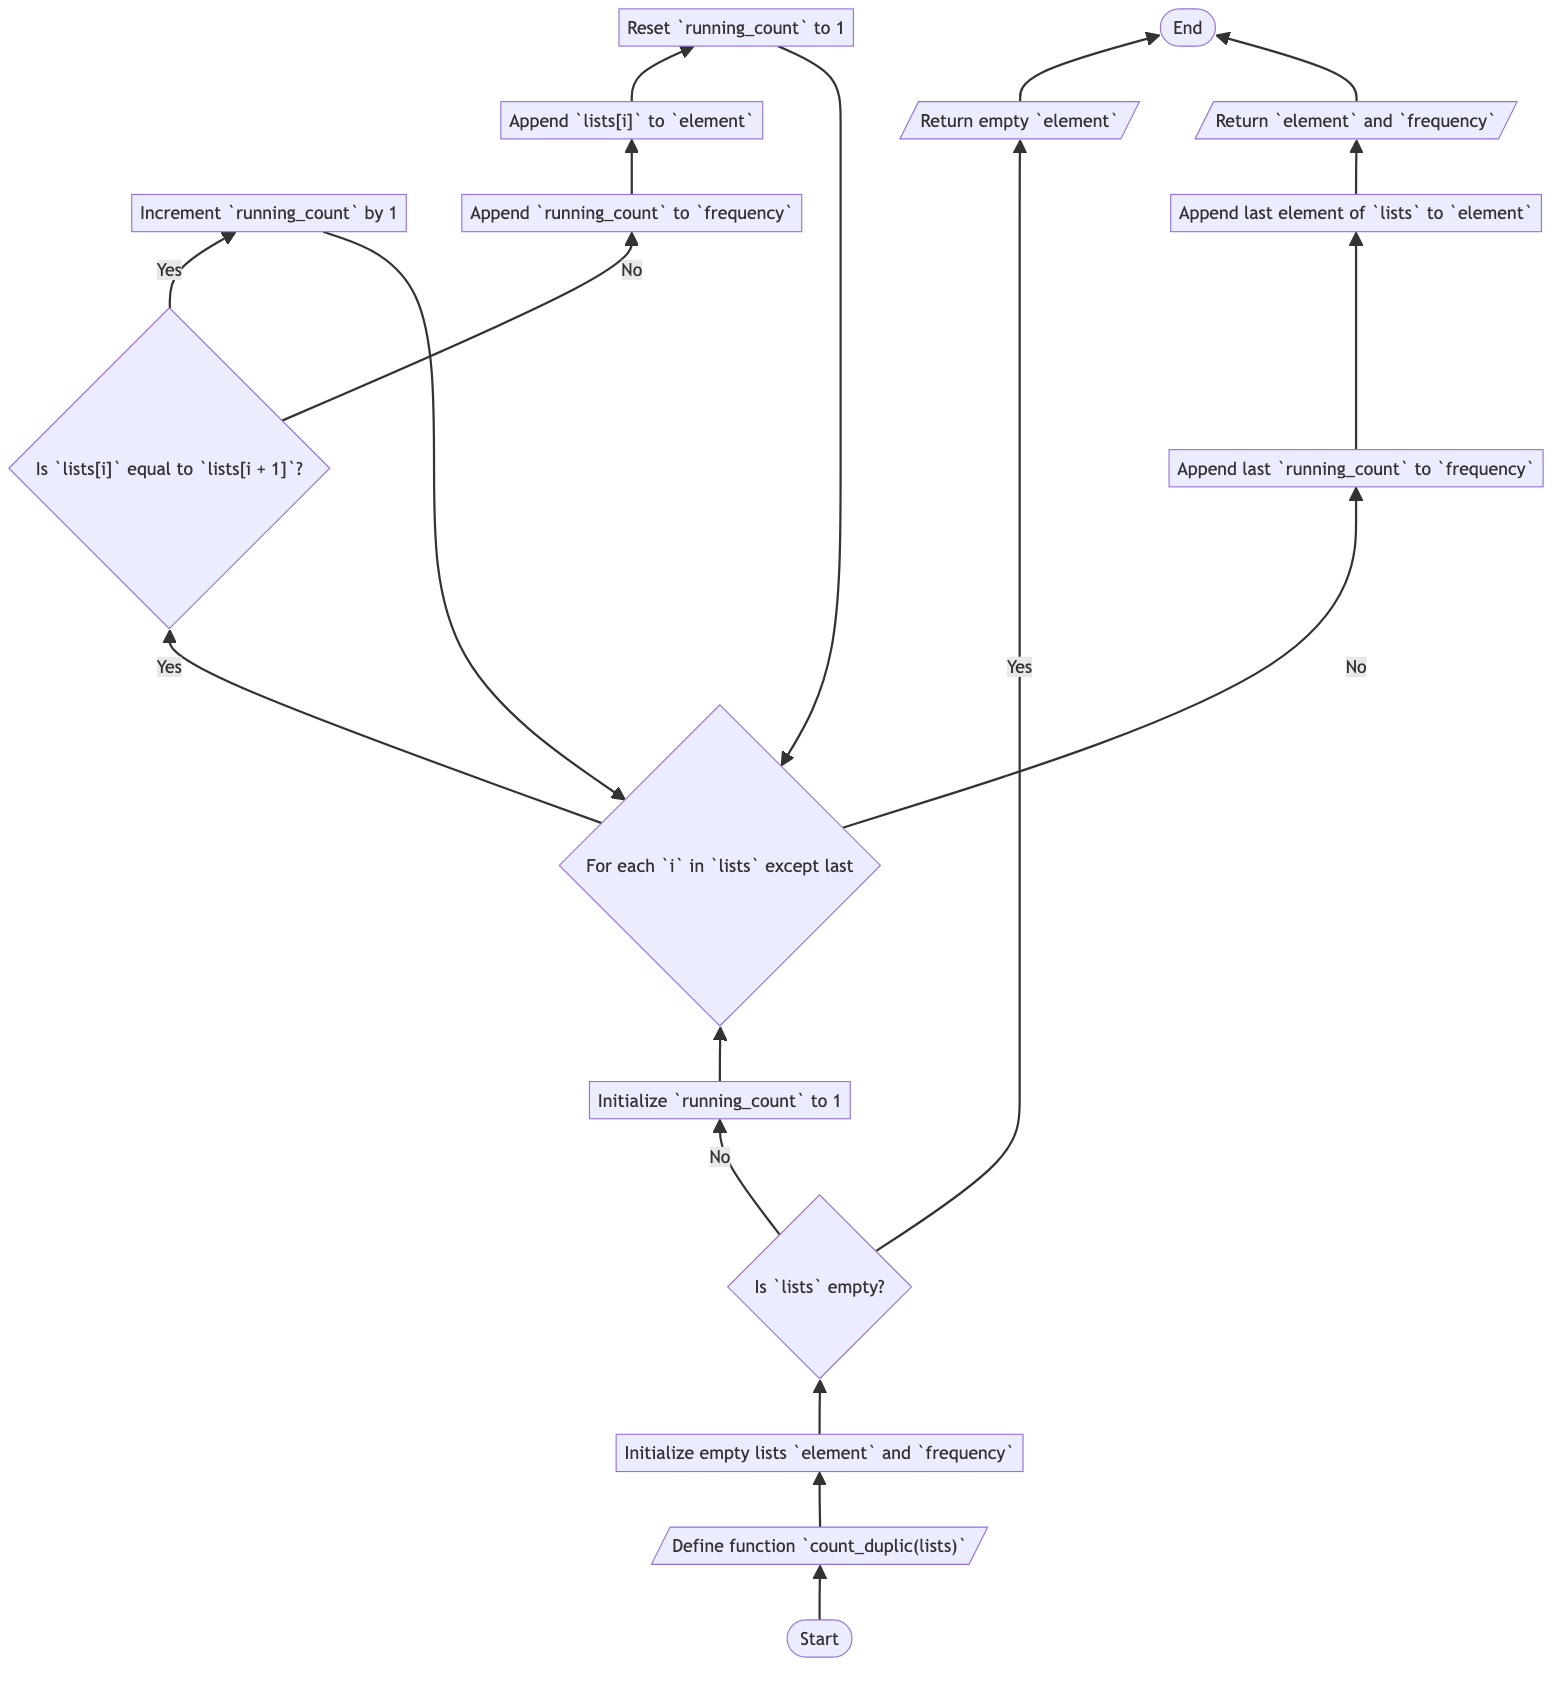 Reset `running_count` to 1
End
Append `lists[i]` to `element`
Return empty `element`
Return `element` and `frequency`
Increment `running_count` by 1
Append `running_count` to `frequency`
Append last element of `lists` to `element`
Yes
No
Is `lists[i]` equal to `lists[i + 1]`?
Append last `running_count` to `frequency`
Yes
Yes
No
For each `i` in `lists` except last
Initialize `running_count` to 1
No
Is `lists` empty?
Initialize empty lists `element` and `frequency`
Define function `count_duplic(lists)`
Start